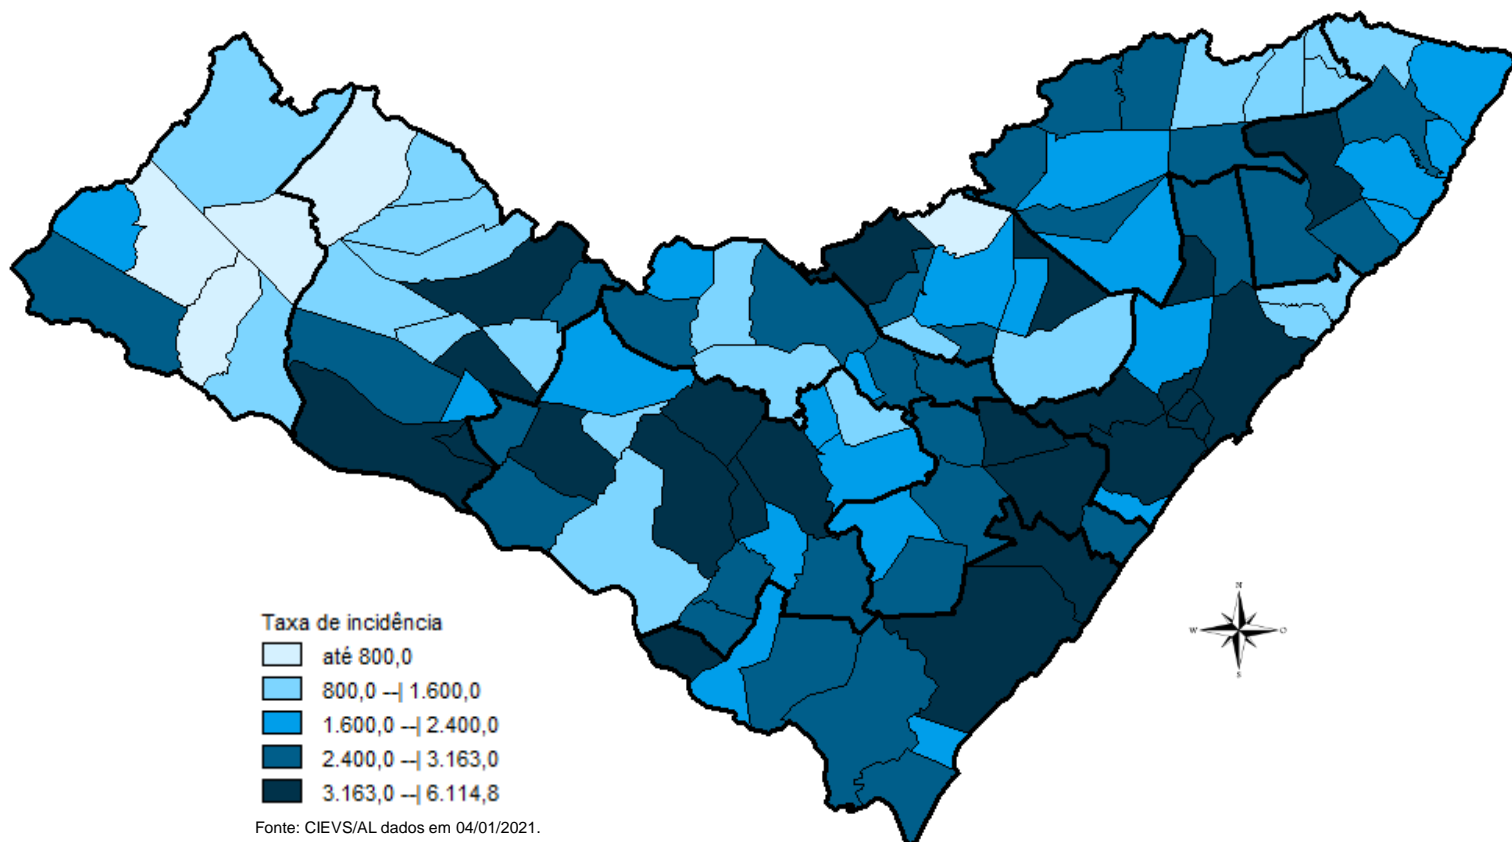 N
W
O
S
Taxa de incidência
até 800,0
800,0 --| 1.600,0
1.600,0 --| 2.400,0
2.400,0 --| 3.163,0
3.163,0 --| 6.114,8
Fonte: CIEVS/AL dados em 04/01/2021.